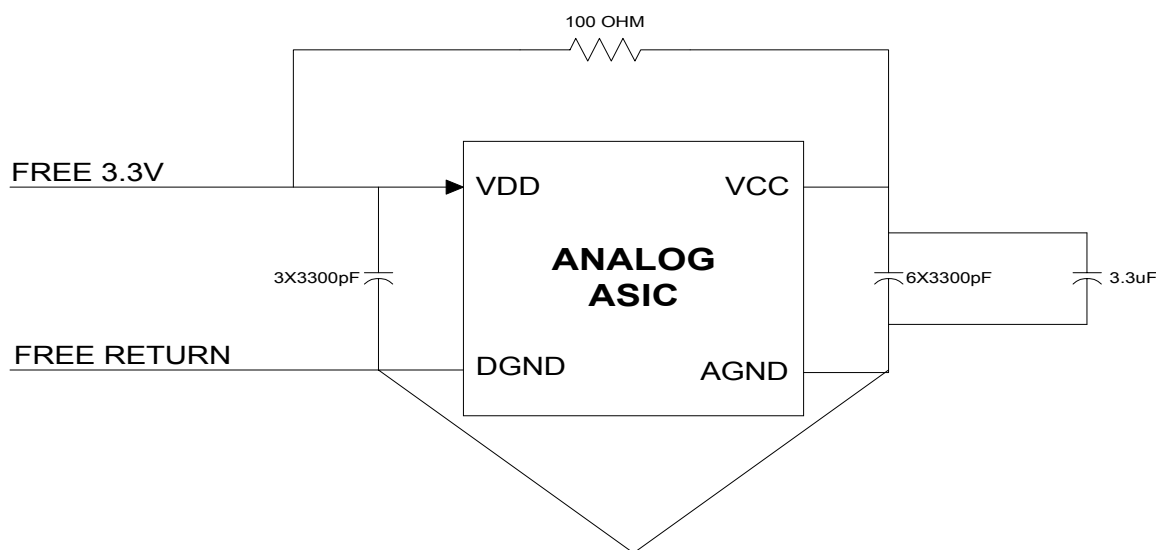 100 OHM
FREE 3.3V
VDD
VCC
ANALOG
ASIC
3X3300pF
6X3300pF
3.3uF
FREE RETURN
DGND
AGND